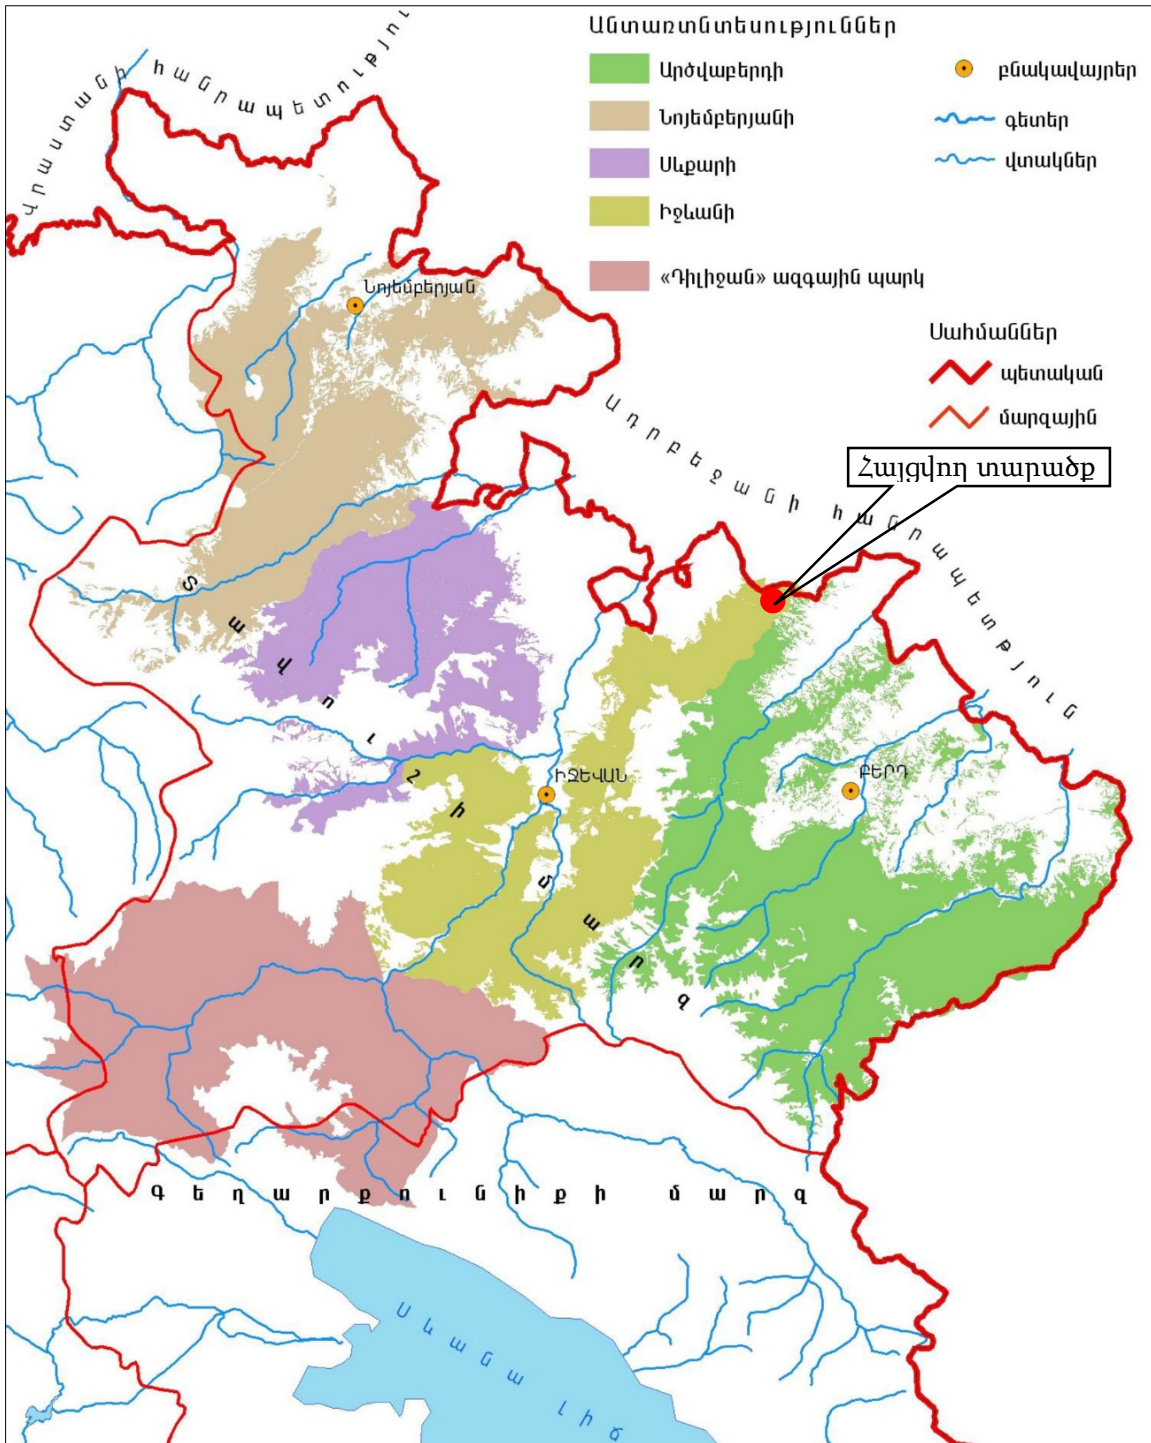 Անտառտնտեսություններ
Արծվաբերդի
Նոյեմբերյանի
Սևքարի
Իջևանի
«Դիլիջան» ազգային պարկ
բնակավայրեր
գետեր
վտակներ
Սահմաններ
պետական
մարզային
Հայցվող տարածք
Վրաստանի հանրապետություն
Ադրբեջանի հանրապետություն
Նոյեմբերյան
Տավուշի մարզ
ԻՋԵՎԱՆ
ԲԵՐԴ
Գեղարքունիքի մարզ
Սևանա լիճ